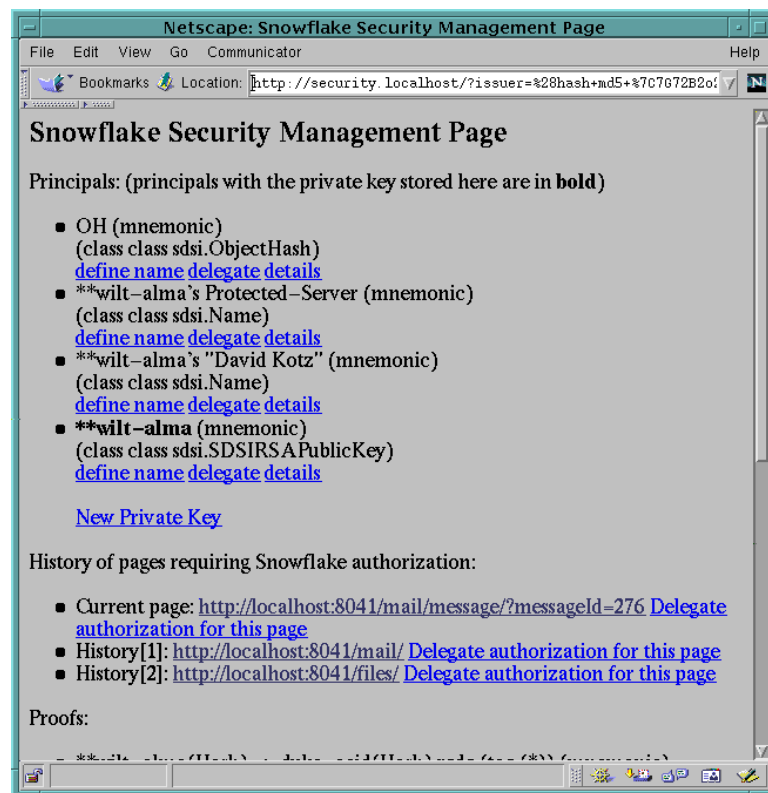 Netscape: Snowflake Security Management Page
File Edit View Go Communicator Help
Bookmarks Location: http://security.localhost/?issuer=%28hash+md5+%7C7G72B2o
Snowflake Security Management Page
Principals: (principals with the private key stored here are in bold)
OH (mnemonic)
(class class sdsi.ObjectHash)
define name delegate details
**wilt-alma's Protected-Server (mnemonic)
(class class sdsi.Name)
define name delegate details
**wilt-alma's "David Kotz" (mnemonic)
(class class sdsi.Name)
define name delegate details
**wilt-alma (mnemonic)
(class class sdsi.SDSIRSAPublicKey)
define name delegate details
New Private Key
History of pages requiring Snowflake authorization:
Current page: http://localhost:8041/mail/message/?messageId=276 Delegate
authorization for this page
History[1]: http://localhost:8041/mail/ Delegate authorization for this page
History[2]: http://localhost:8041/files/ Delegate authorization for this page
Proofs: